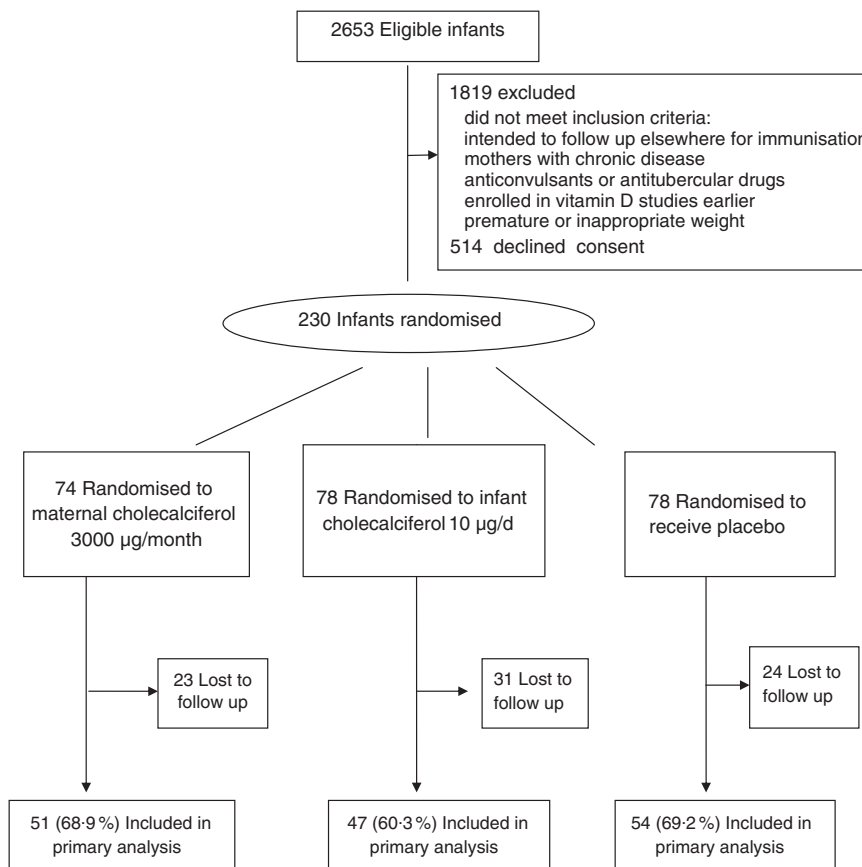 2653 Eligible infants
1819 excluded
did not meet inclusion criteria:
intended to follow up elsewhere for immunisation
mothers with chronic disease
anticonvulsants or antitubercular drugs
enrolled in vitamin D studies earlier
premature or inappropriate weight
514 declined consent
230 Infants randomised
74 Randomised to
maternal cholecalciferol
3000 µg/month
78 Randomised to infant
cholecalciferol 10 µg/d
78 Randomised to
receive placebo
23 Lost to
follow up
31 Lost to
follow up
24 Lost to
follow up
51 (68·9 %) Included in
primary analysis
47 (60·3 %) Included in
primary analysis
54 (69·2 %) Included in
primary analysis